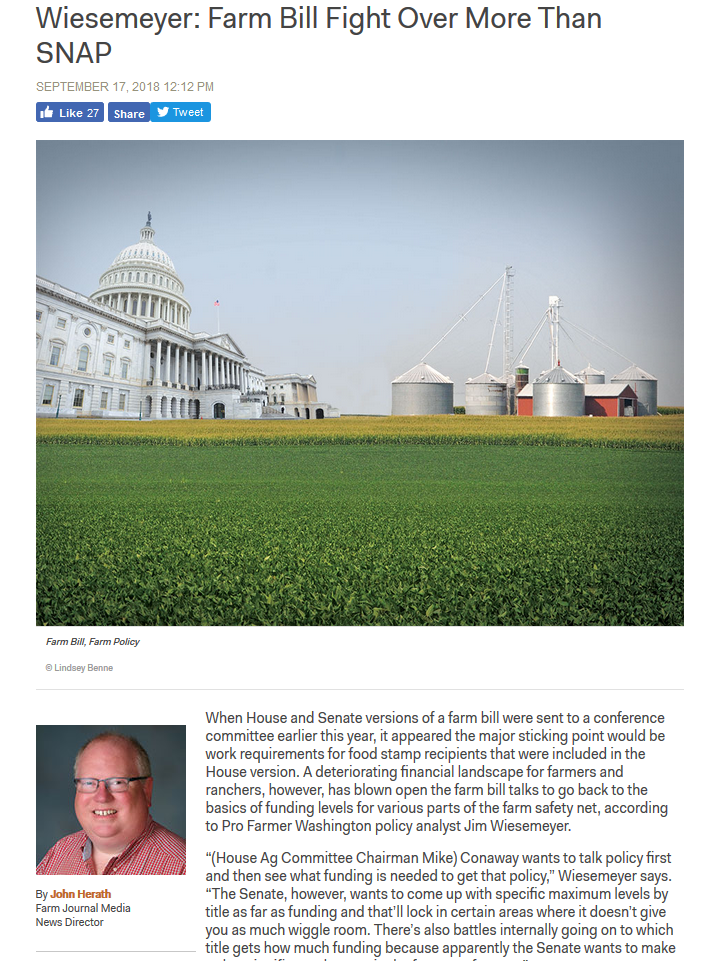 Wiesemeyer: Farm Bill Fight Over More Than
SNAP
SEPTEMBER 17, 2018 12:12 PM
Like 27 Share Tweet
Farm Bill, Farm Policy
© Lindsey Benne
When House and Senate versions of a farm bill were sent to a conference
committee earlier this year, it appeared the major sticking point would be
work requirements for food stamp recipients that were included in the
House version. A deteriorating financial landscape for farmers and
ranchers, however, has blown open the farm bill talks to go back to the
basics of funding levels for various parts of the farm safety net, according
to Pro Farmer Washington policy analyst Jim Wiesemeyer.
“(House Ag Committee Chairman Mike) Conaway wants to talk policy first
and then see what funding is needed to get that policy,” Wiesemeyer says.
“The Senate, however, wants to come up with specific maximum levels by
title as far as funding and that’ll lock in certain areas where it doesn’t give
you as much wiggle room. There’s also battles internally going on to which
title gets how much funding because apparently the Senate wants to make
By John Herath
Farm Journal Media
News Director